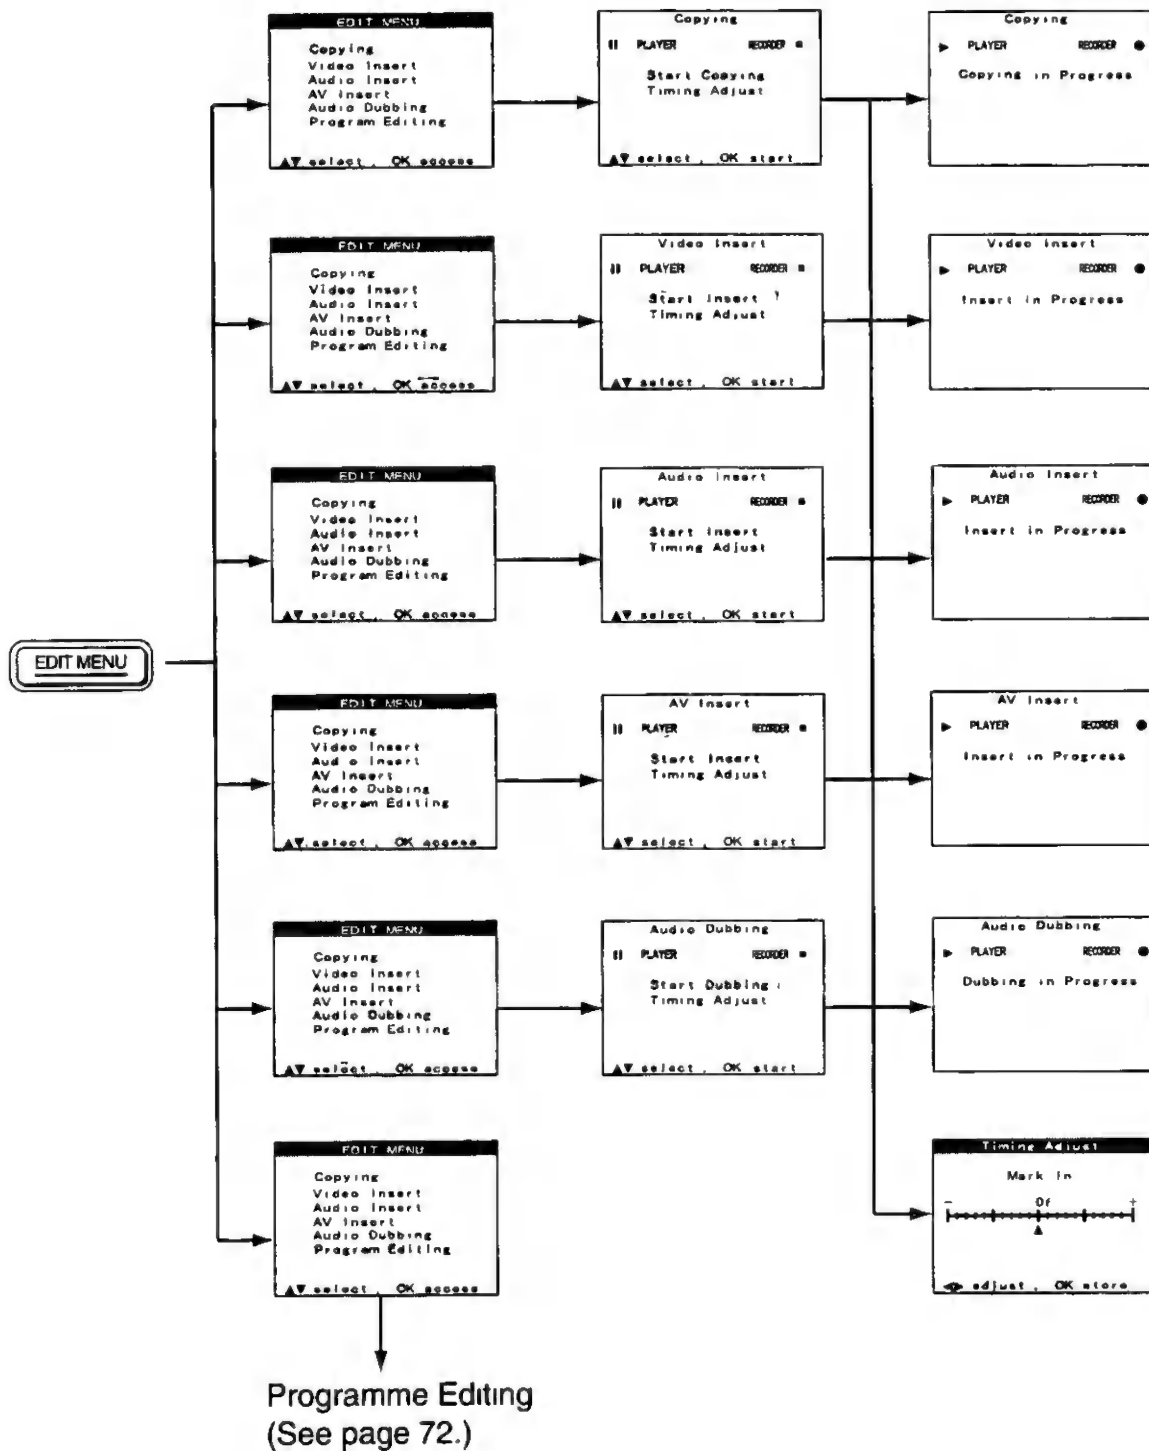 EDIT MENU
EDIT MENU
Copying
Video Insert
Audio Insert
AV Insert
Audio Dubbing
Program Editing
▲▼ select , OK access
Copying
PLAYER RECORDER
Start Copying
Timing Adjust
▲▼ select , OK start
Copying
▶ PLAYER RECORDER ●
Copying in Progress
EDIT MENU
Copying
Video Insert
Audio Insert
AV Insert
Audio Dubbing
Program Editing
▲▼ select , OK access
Video Insert
PLAYER RECORDER
Start Insert
Timing Adjust
▲▼ select , OK start
Video Insert
▶ PLAYER RECORDER ●
Insert in Progress
EDIT MENU
Copying
Video Insert
Audio Insert
AV Insert
Audio Dubbing
Program Editing
▲▼ select , OK access
Audio Insert
PLAYER RECORDER
Start Insert
Timing Adjust
▲▼ select , OK start
Audio Insert
▶ PLAYER RECORDER ●
Insert in Progress
EDIT MENU
Copying
Video Insert
Audio Insert
AV Insert
Audio Dubbing
Program Editing
▲▼ select , OK access
AV Insert
PLAYER RECORDER
Start Insert
Timing Adjust
▲▼ select , OK start
AV Insert
▶ PLAYER RECORDER ●
Insert in Progress
EDIT MENU
Copying
Video Insert
Audio Insert
AV Insert
Audio Dubbing
Program Editing
▲▼ select , OK access
Audio Dubbing
PLAYER RECORDER
Start Dubbing
Timing Adjust
▲▼ select , OK start
Audio Dubbing
▶ PLAYER RECORDER ●
Dubbing in Progress
EDIT MENU
Copying
Video Insert
Audio Insert
AV Insert
Audio Dubbing
Program Editing
▲▼ select , OK access
Timing Adjust
Mark In
- 0f +
adjust , OK store
Programme Editing
(See page 72.)